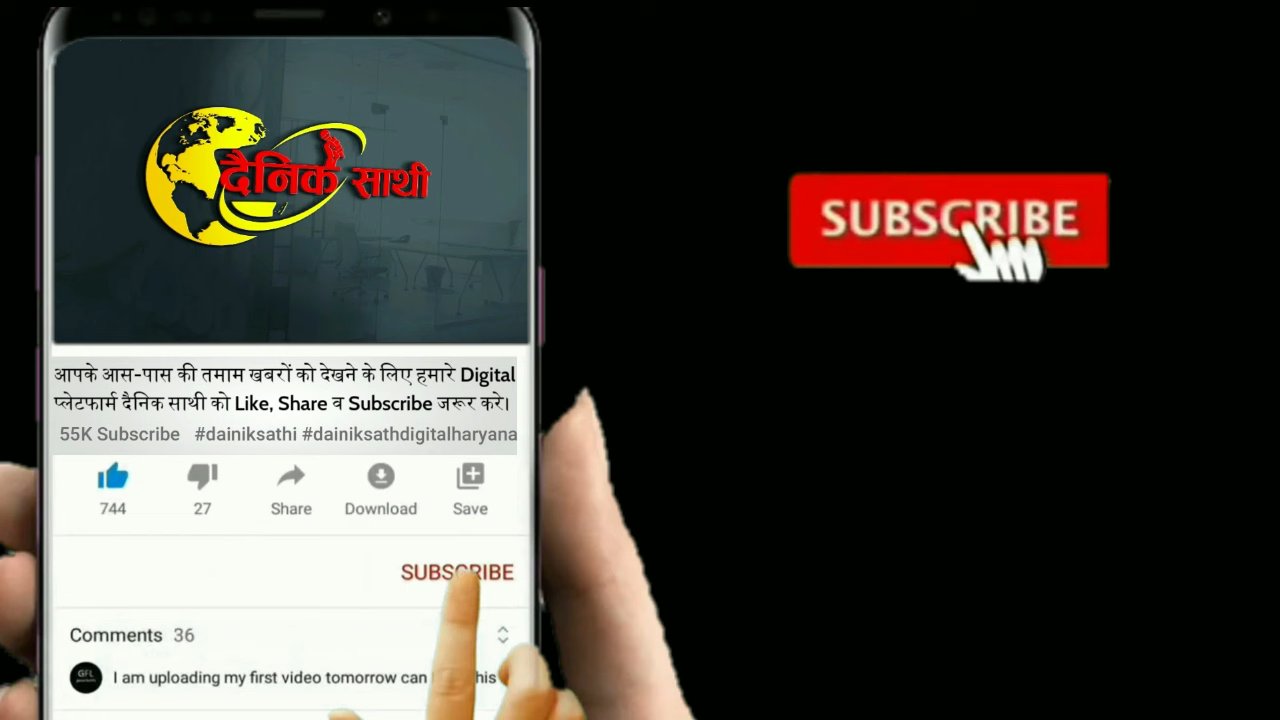 दैनिक साथी
SUBSCRIBE
आपके आस-पास की तमाम खबरों को देखने के लिए हमारे Digital
प्लेटफार्म दैनिक साथी को Like, Share व Subscribe जरूर करे।
55K Subscribe #dainiksathi #dainiksathdigitalharyana
744 27 Share Download Save
SUBSCRIBE
Comments 36
GFL
I am uploading my first video tomorrow can his